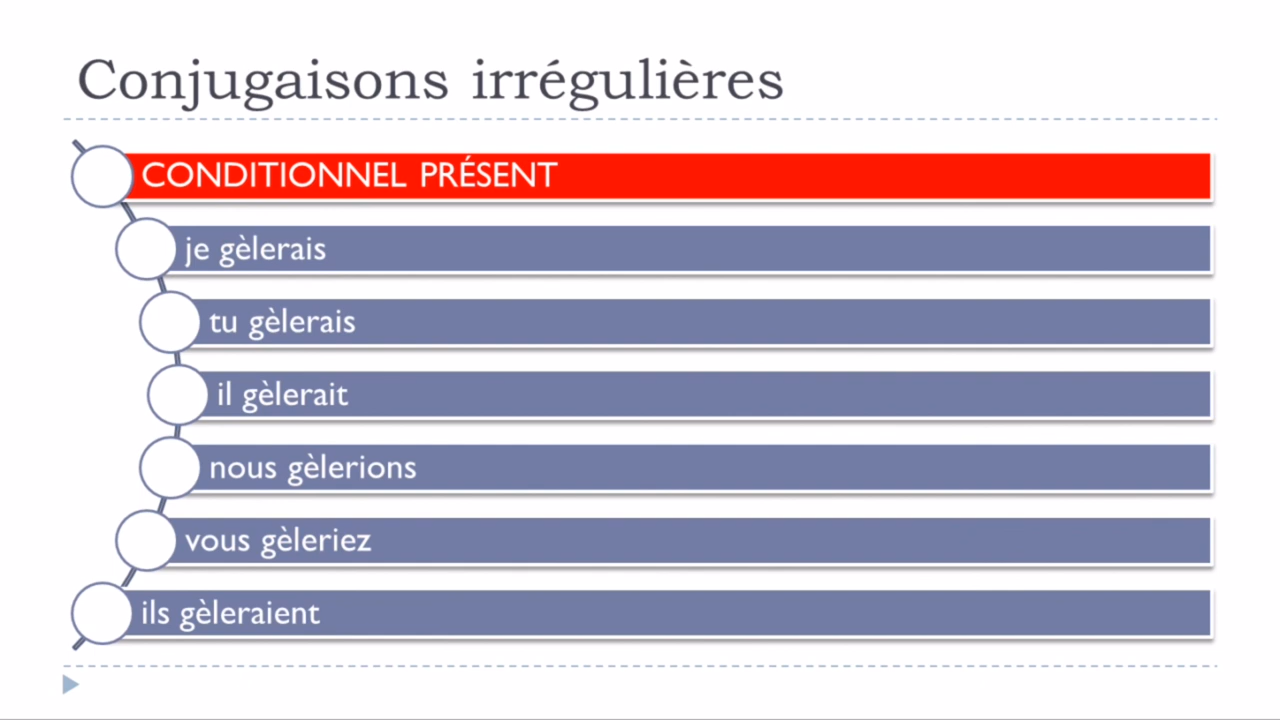 Conjugaisons irrégulières
CONDITIONNEL PRÉSENT
je gèlerais
tu gèlerais
il gèlerait
nous gèlerions
vous gèleriez
ils gèleraient